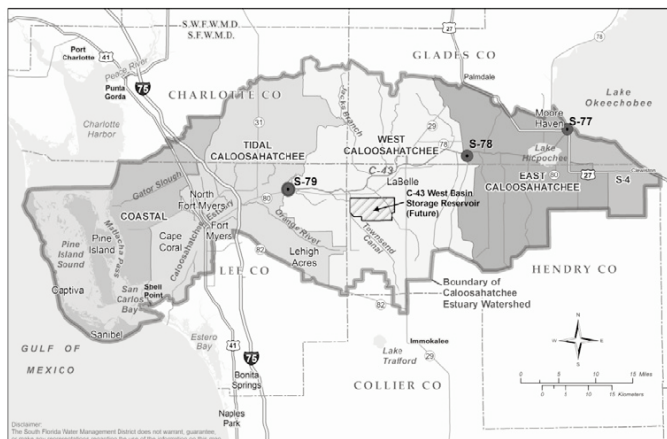 S.W.F.W.M.D.
S.F.W.M.D.
GLADES CO
27
78
Port
Charlotte
41
Peace River
Punta
Gorda
75
CHARLOTTE CO
Palmdale
Lake
Okeechobee
Charlotte
Harbor
31
Jacks Branch
29
78
Moore
Haven
S-77
TIDAL
CALOOSAHATCHEE
WEST
CALOOSAHATCHEE
S-78
Lake
Hicpochee
C-43
LaBelle
EAST
CALOOSAHATCHEE
80
27
S-4
Gator Slough
S-79
C-43 West Basin
Storage Reservoir
(Future)
North
Fort Myers
80
COASTAL
Caloosahatchee Estuary
Cape
Coral
Fort
Myers
Orange River
Townsend
Canal
Pine
Island
Sound
Pine
Island
Matlacha Pass
82
Lehigh
Acres
LEE CO
HENDRY CO
Captiva
San
Carlos
Bay
Shell
Point
Boundary of
Caloosahatchee
Estuary Watershed
82
Sanibel
Estero
Bay
41
75
Immokalee
29
Lake
Trafford
GULF OF
MEXICO
Bonita
Springs
COLLIER CO
Naples
Park
N
W
E
S
0 5 10 15 Miles
0 5 10 15 Kilometers
Disclaimer:
The South Florida Water Management District does not warrant, guarantee,